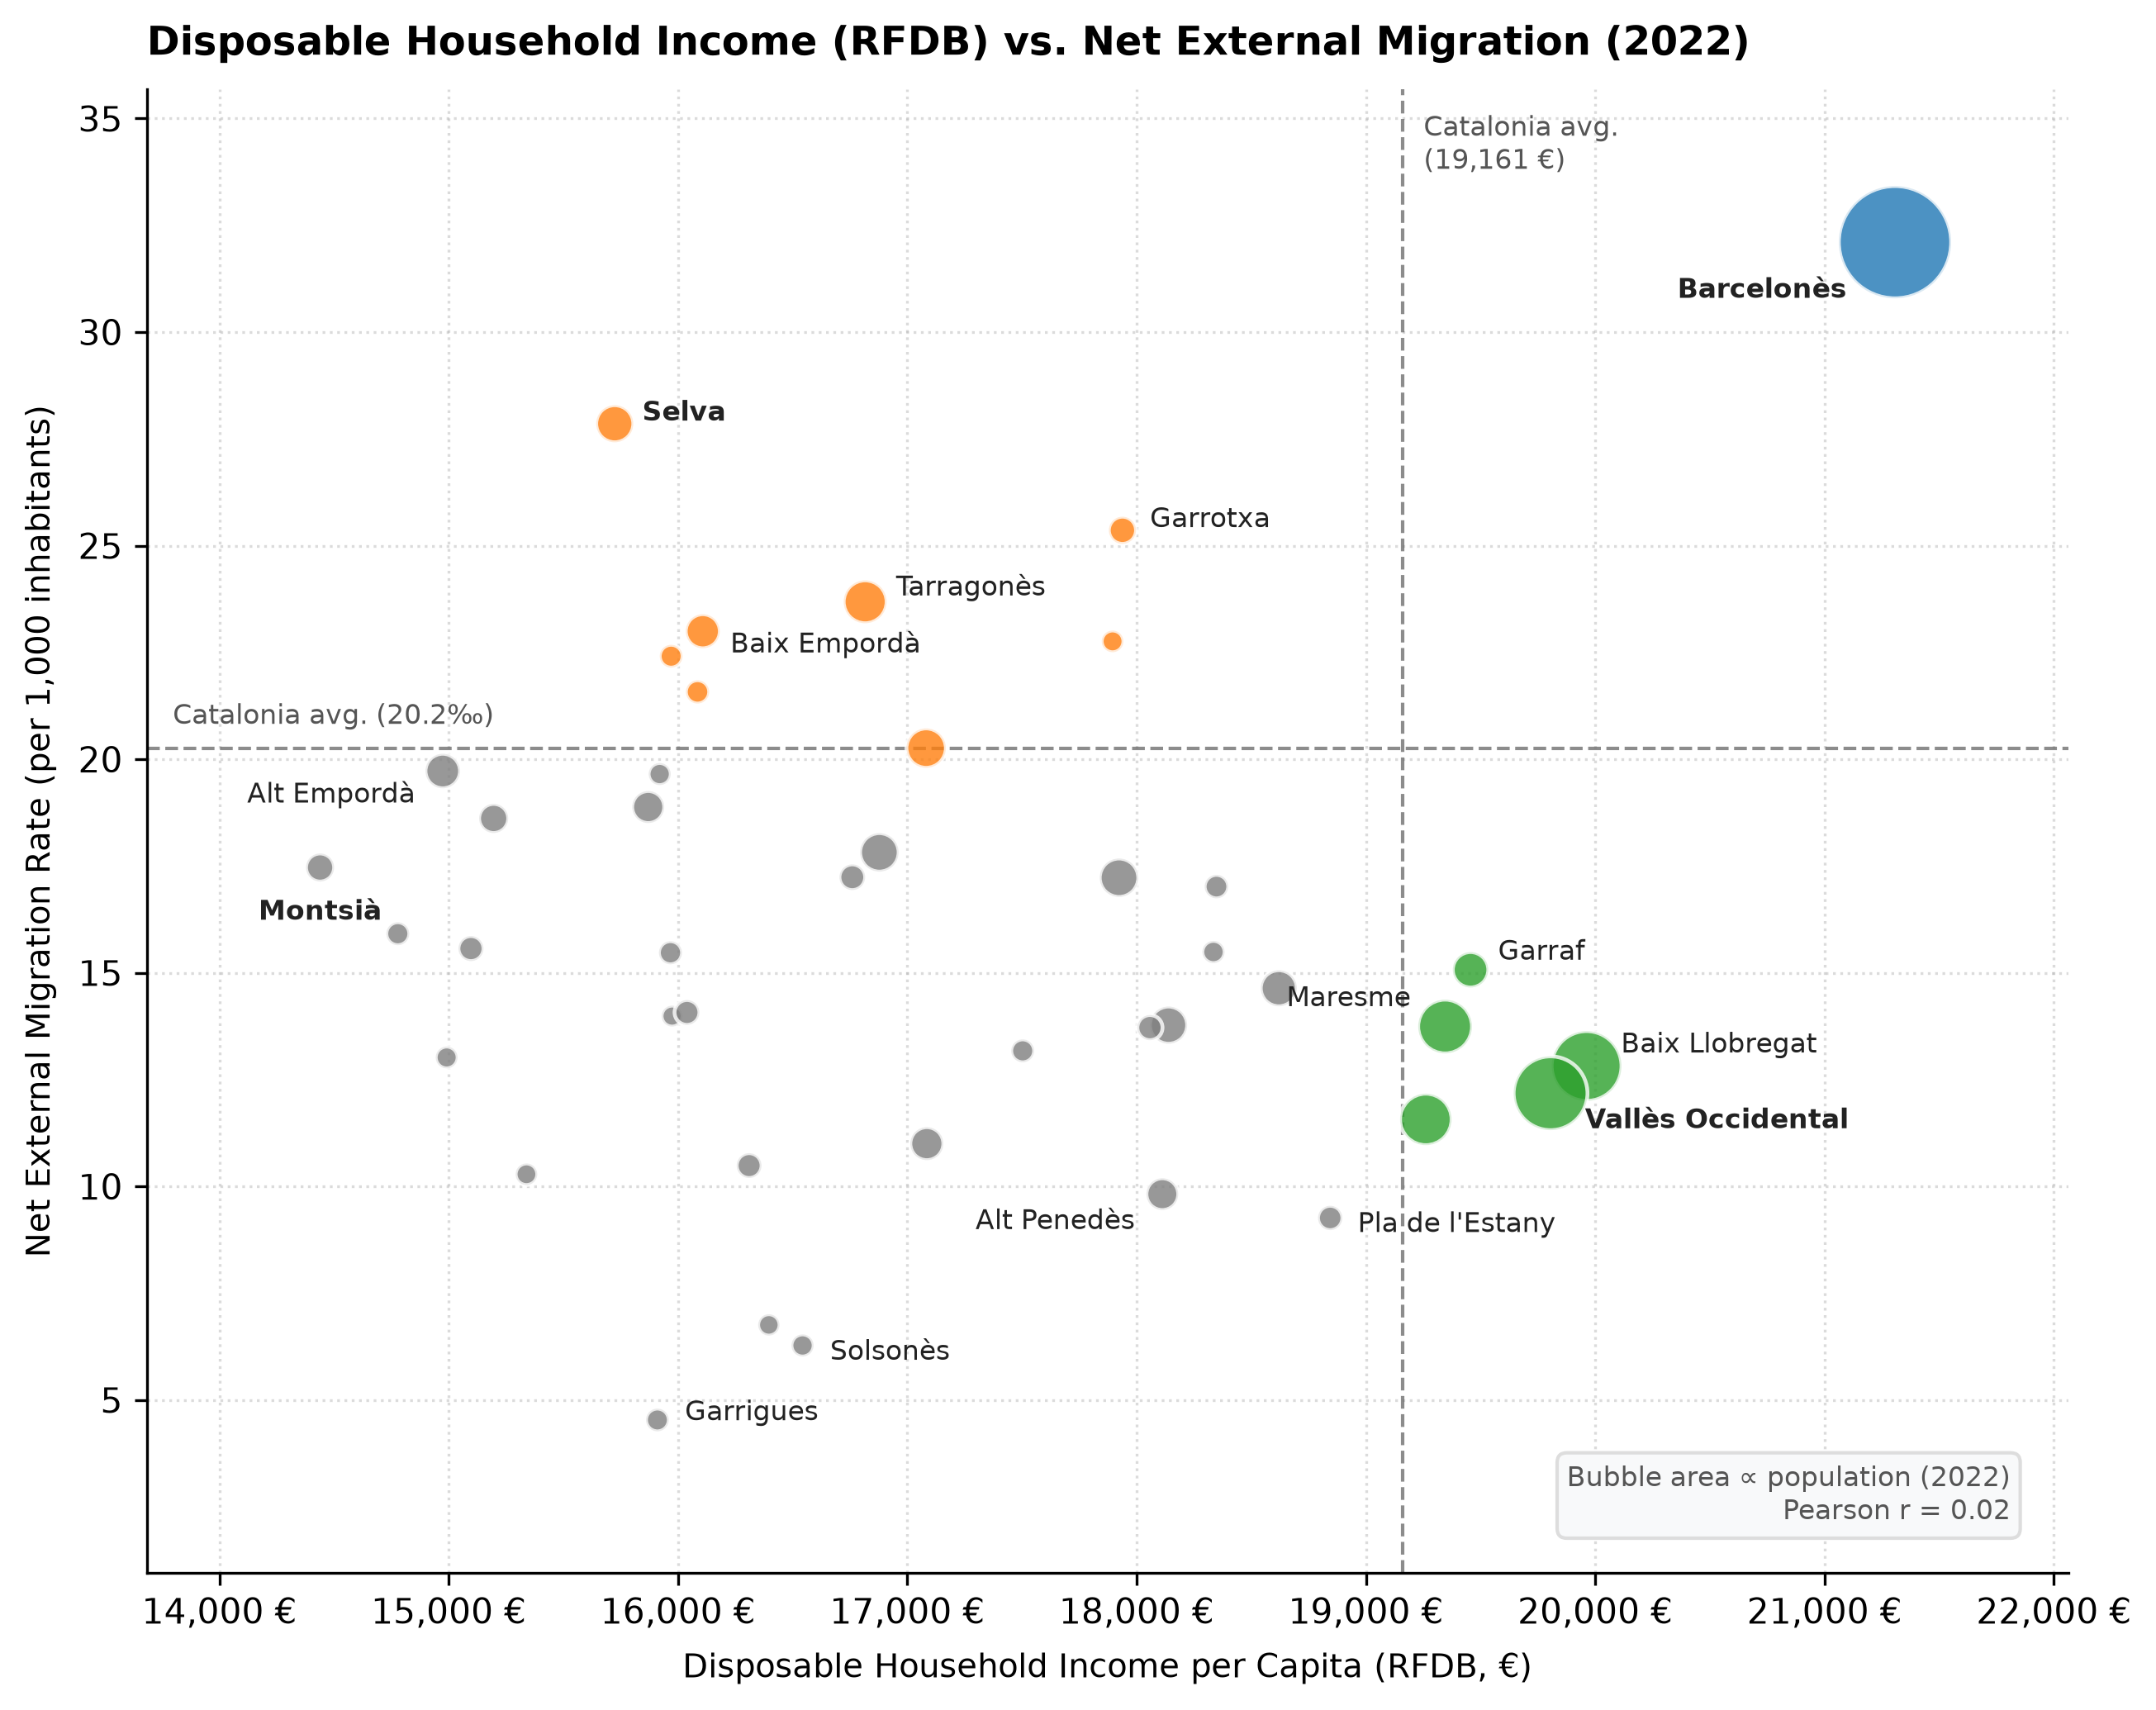 Disposable Household Income (RFDB) vs. Net External Migration (2022)
Net External Migration Rate (per 1,000 inhabitants)
35
30
25
20
15
10
5
Catalonia avg.
(19,161 €)
Barcelonès
Selva
Garrotxa
Tarragonès
Baix Empordà
Catalonia avg. (20.2‰)
Alt Empordà
Montsià
Garraf
Maresme
Baix Llobregat
Vallès Occidental
Alt Penedès
Pla de l'Estany
Solsonès
Garrigues
Bubble area ∝ population (2022)
Pearson r = 0.02
14,000 €
15,000 €
16,000 €
17,000 €
18,000 €
19,000 €
20,000 €
21,000 €
22,000 €
Disposable Household Income per Capita (RFDB, €)